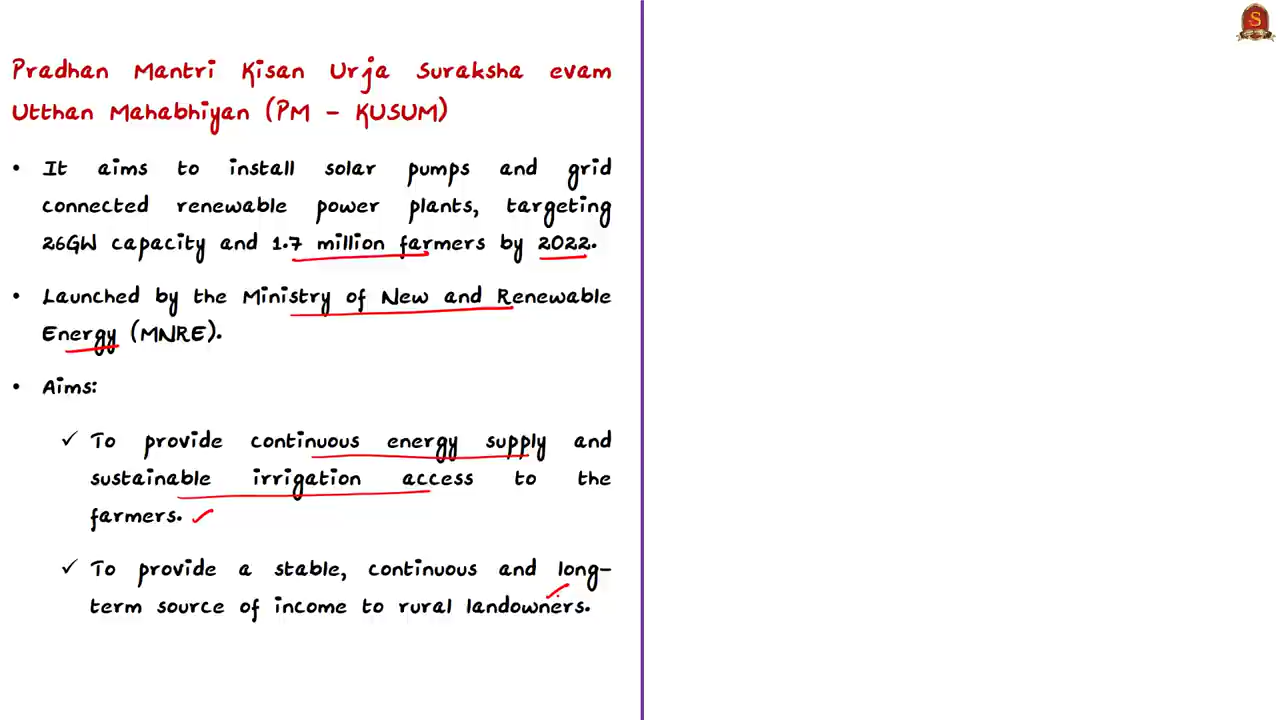 Pradhan Mantri Kisan Urja Suraksha evam
Utthan Mahabhiyan (PM - KUSUM)
• It aims to install solar pumps and grid
connected renewable power plants, targeting
26GW capacity and 1.7 million farmers by 2022.
• Launched by the Ministry of New and Renewable
Energy (MNRE).
• Aims:
✓ To provide continuous energy supply and
sustainable irrigation access to the
farmers.
✓ To provide a stable, continuous and long-
term source of income to rural landowners.
S